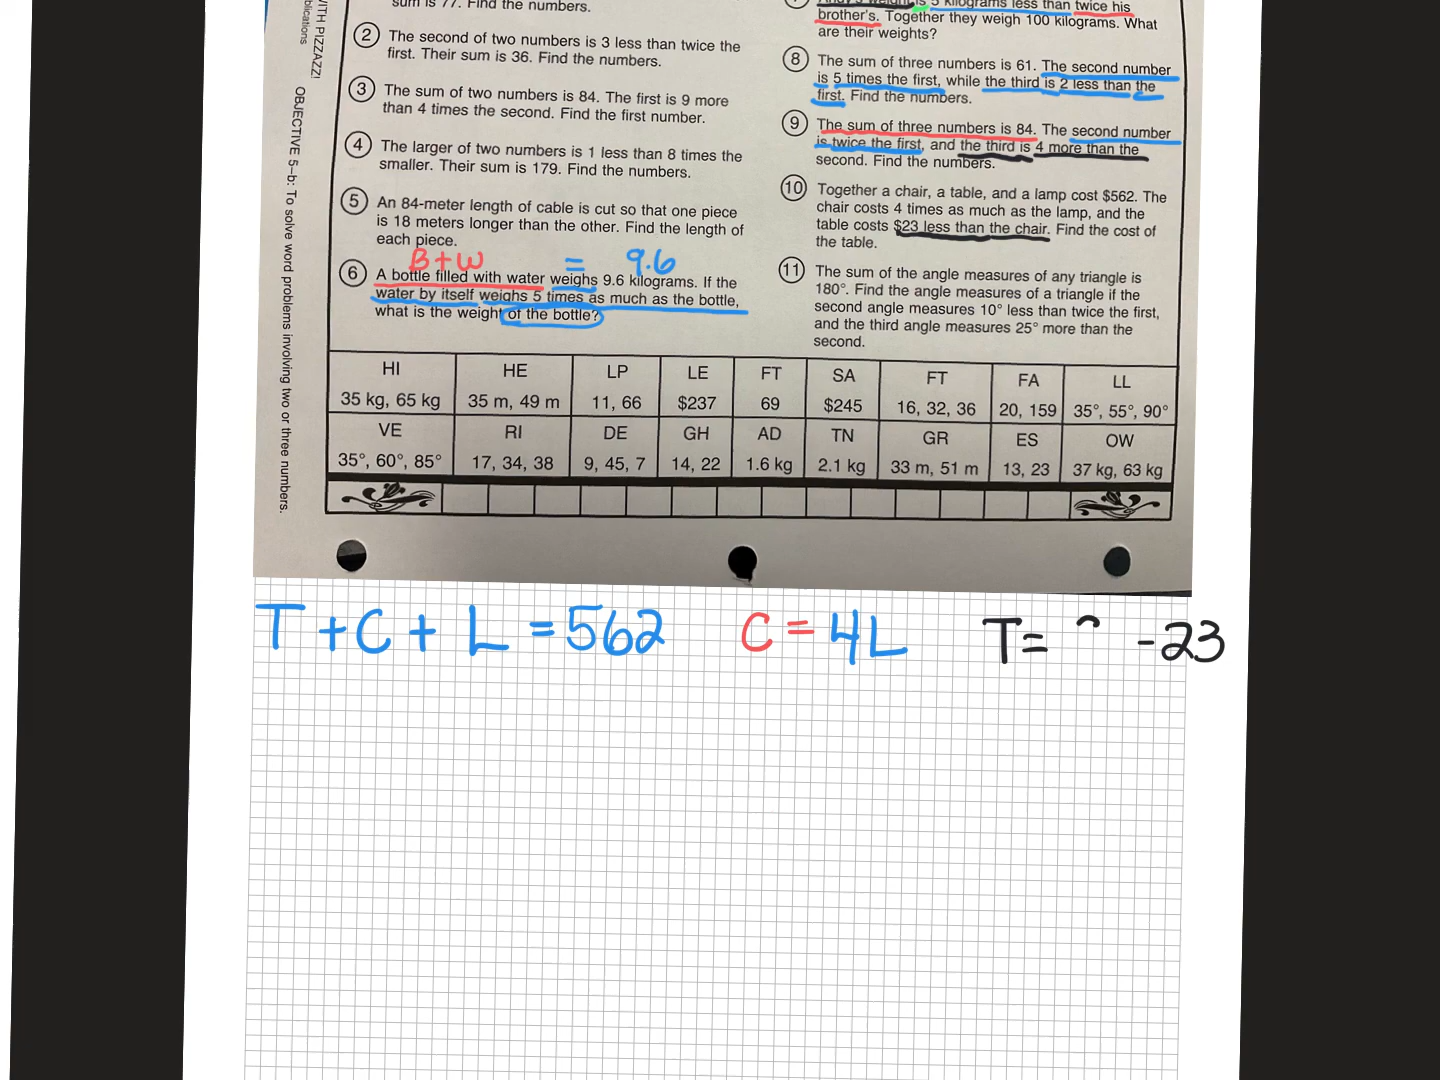 sum is 77. Find the numbers.
2 The second of two numbers is 3 less than twice the
first. Their sum is 36. Find the numbers.
3 The sum of two numbers is 84. The first is 9 more
than 4 times the second. Find the first number.
4 The larger of two numbers is 1 less than 8 times the
smaller. Their sum is 179. Find the numbers.
5 An 84-meter length of cable is cut so that one piece
is 18 meters longer than the other. Find the length of
each piece.
B+W = 9.6
6 A bottle filled with water weighs 9.6 kilograms. If the
water by itself weighs 5 times as much as the bottle,
what is the weight of the bottle?
is 5 kilograms less than twice his
brother's. Together they weigh 100 kilograms. What
are their weights?
8 The sum of three numbers is 61. The second number
is 5 times the first, while the third is 2 less than the
first. Find the numbers.
9 The sum of three numbers is 84. The second number
is twice the first, and the third is 4 more than the
second. Find the numbers.
10 Together a chair, a table, and a lamp cost $562. The
chair costs 4 times as much as the lamp, and the
table costs $23 less than the chair. Find the cost of
the table.
11 The sum of the angle measures of any triangle is
180°. Find the angle measures of a triangle if the
second angle measures 10° less than twice the first,
and the third angle measures 25° more than the
second.
HI HE LP LE FT SA FT FA LL
35 kg, 65 kg 35 m, 49 m 11, 66 $237 69 $245 16, 32, 36 20, 159 35°, 55°, 90°
VE RI DE GH AD TN GR ES OW
35°, 60°, 85° 17, 34, 38 9, 45, 7 14, 22 1.6 kg 2.1 kg 33 m, 51 m 13, 23 37 kg, 63 kg
WITH PIZZAZZ!
OBJECTIVE 5–b: To solve word problems involving two or three numbers.
T + C + L = 562 C = 4L T = -23